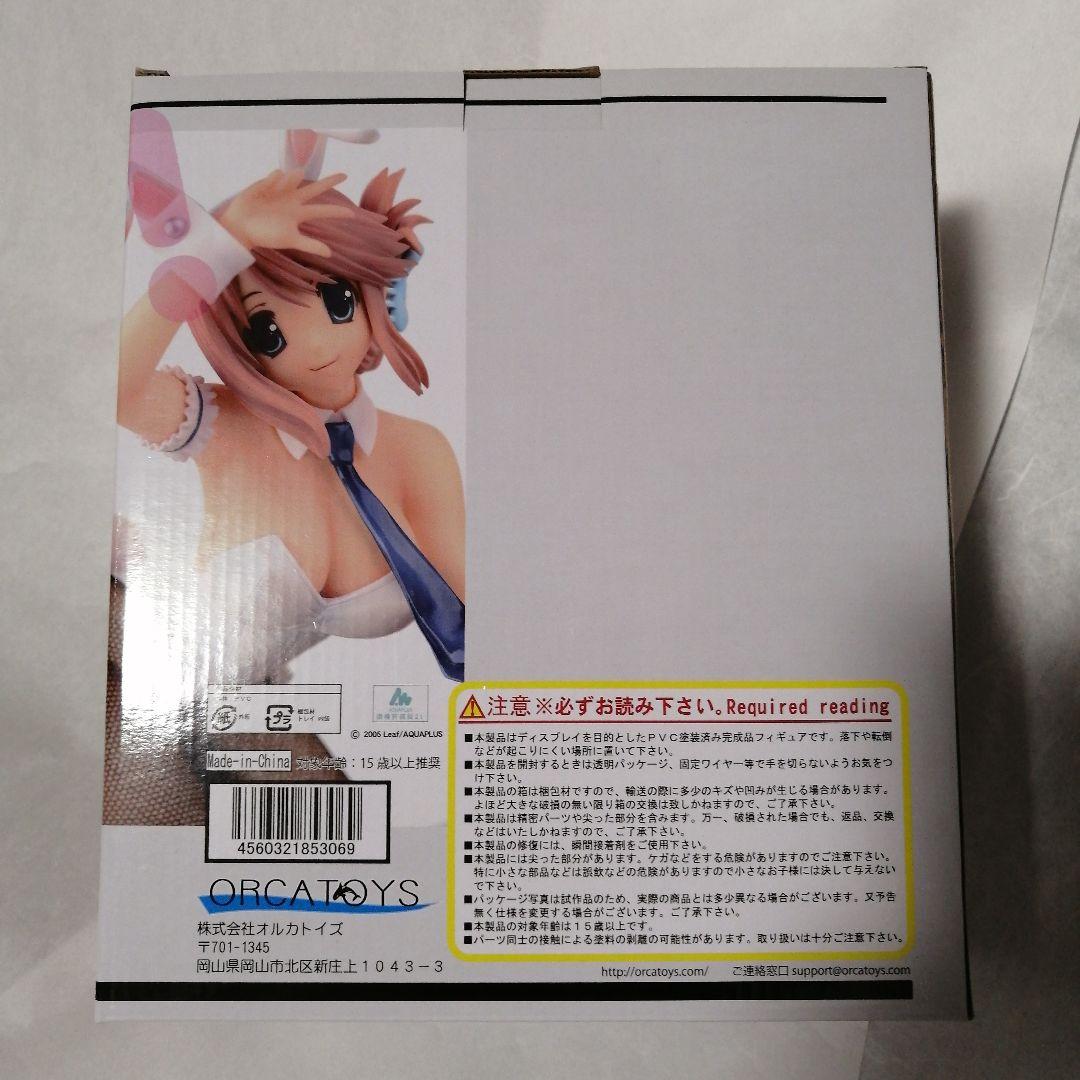 PVC
紙 外箱
プラ 梱包材
トレイ
AQUAPLUS
© 2005 Leaf/AQUAPLUS
Made-in-China 対象年齢：15歳以上推奨
4560321853069
ORCATOYS
株式会社オルカトイズ
〒701-1345
岡山県岡山市北区新庄上１０４３－３
注意※必ずお読み下さい。Required reading
■本製品はディスプレイを目的としたＰＶＣ塗装済み完成品フィギュアです。落下や転倒
などが起こりにくい場所に置いて下さい。
■本製品を開封するときは透明パッケージ、固定ワイヤー等で手を切らないようお気をつ
け下さい。
■本製品の箱は梱包材ですので、輸送の際に多少のキズや凹みが生じる場合があります。
よほど大きな破損の無い限り箱の交換は致しかねますので、ご了承下さい。
■本製品は精密パーツや尖った部分を含みます。万一、破損された場合でも、返品、交換
などはいたしかねますので、ご了承下さい。
■本製品の修復には、瞬間接着剤をご使用下さい。
■本製品には尖った部分があります。ケガなどをする危険がありますのでご注意下さい。
特に小さな部品などは誤飲などの危険がありますので小さなお子様には決して与えない
で下さい。
■パッケージ写真は試作品のため、実際の商品とは多少異なる場合がございます。又予告
無く仕様を変更する場合がございます。ご了承下さい。
■本製品の対象年齢は１５歳以上です。
■パーツ同士の接触による塗料の剥離の可能性があります。取り扱いは十分ご注意下さい。
http://orcatoys.com/ ご連絡窓口 support@orcatoys.com